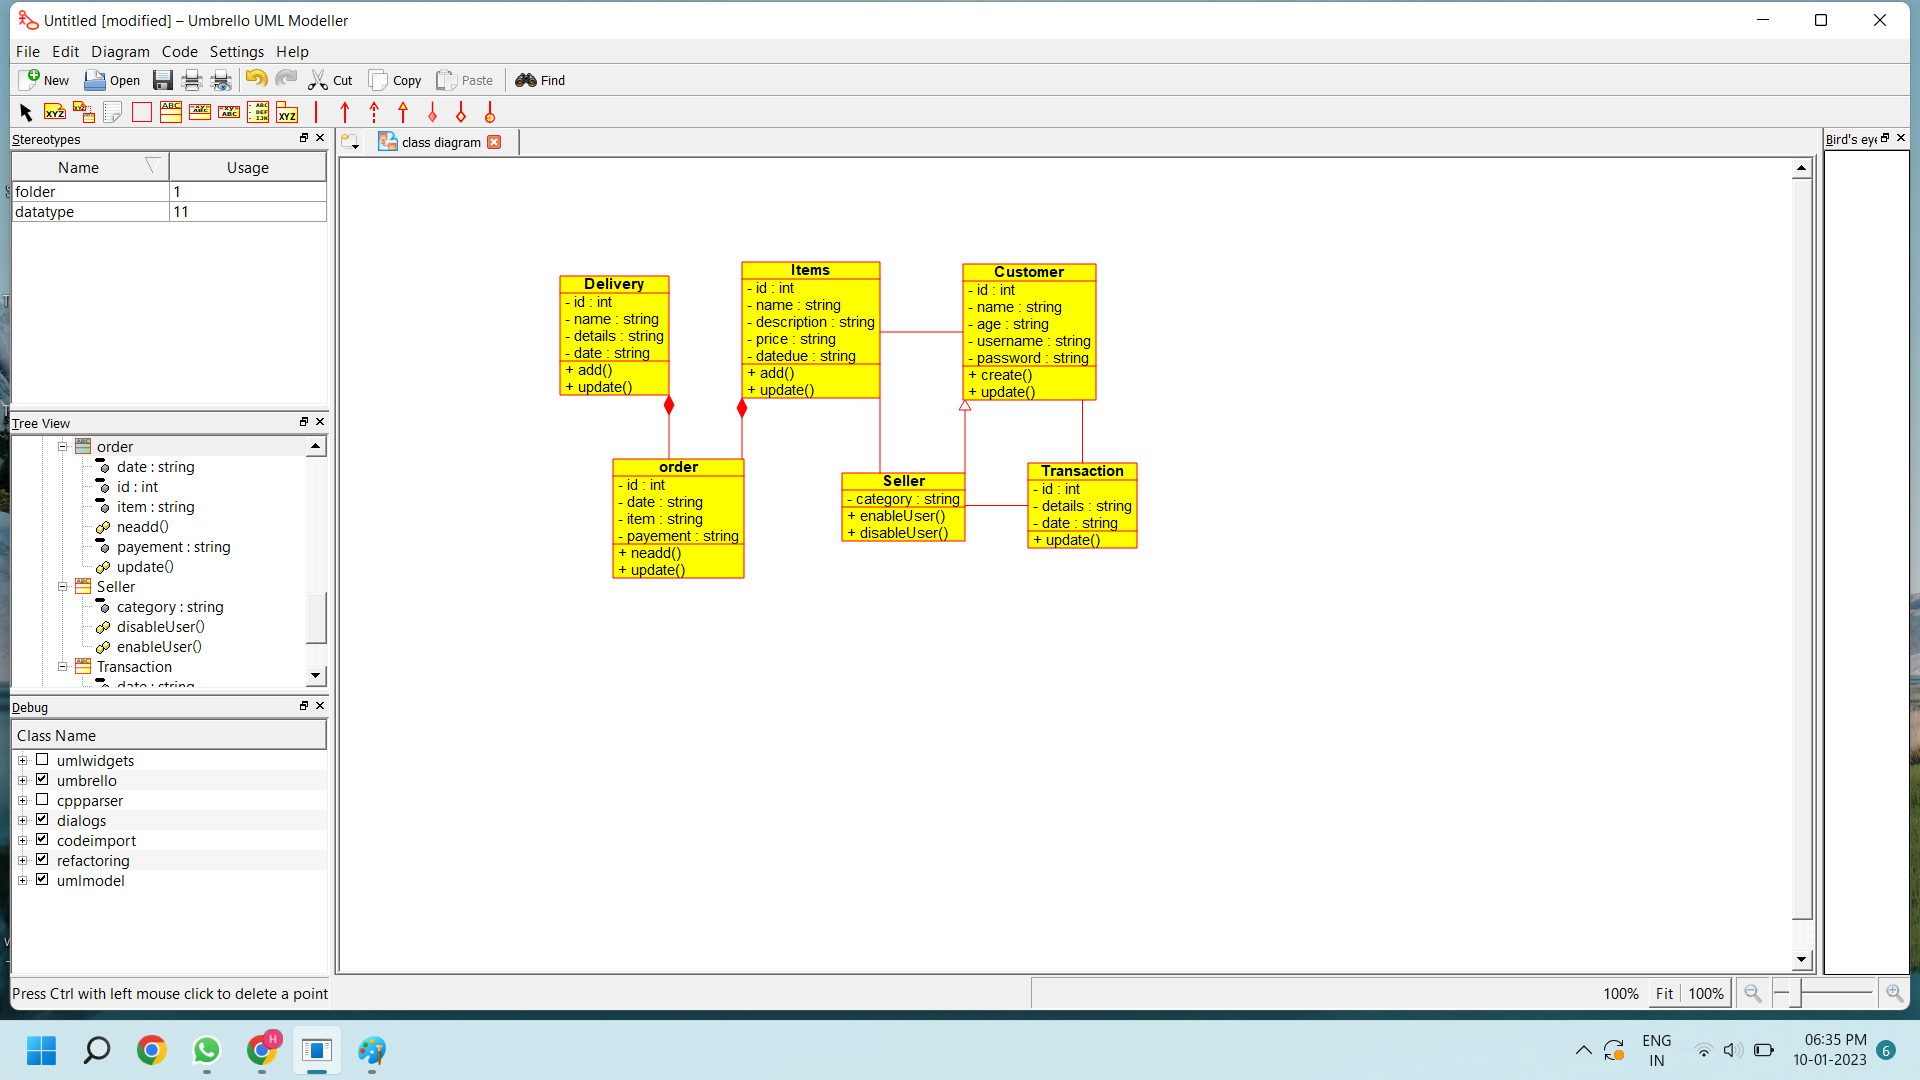 Untitled [modified] – Umbrello UML Modeller
File Edit Diagram Code Settings Help
New Open Cut Copy Paste Find
Stereotypes
Name Usage
folder 1
datatype 11
Tree View
order
date : string
id : int
item : string
neadd()
payement : string
update()
Seller
category : string
disableUser()
enableUser()
Transaction
date : string
Debug
Class Name
umlwidgets
umbrello
cppparser
dialogs
codeimport
refactoring
umlmodel
Press Ctrl with left mouse click to delete a point
class diagram
Bird's eye
Delivery
- id : int
- name : string
- details : string
- date : string
+ add()
+ update()
Items
- id : int
- name : string
- description : string
- price : string
- datedue : string
+ add()
+ update()
Customer
- id : int
- name : string
- age : string
- username : string
- password : string
+ create()
+ update()
order
- id : int
- date : string
- item : string
- payement : string
+ neadd()
+ update()
Seller
- category : string
+ enableUser()
+ disableUser()
Transaction
- id : int
- details : string
- date : string
+ update()
100% Fit 100%
H
ENG
IN
06:35 PM
10-01-2023
6